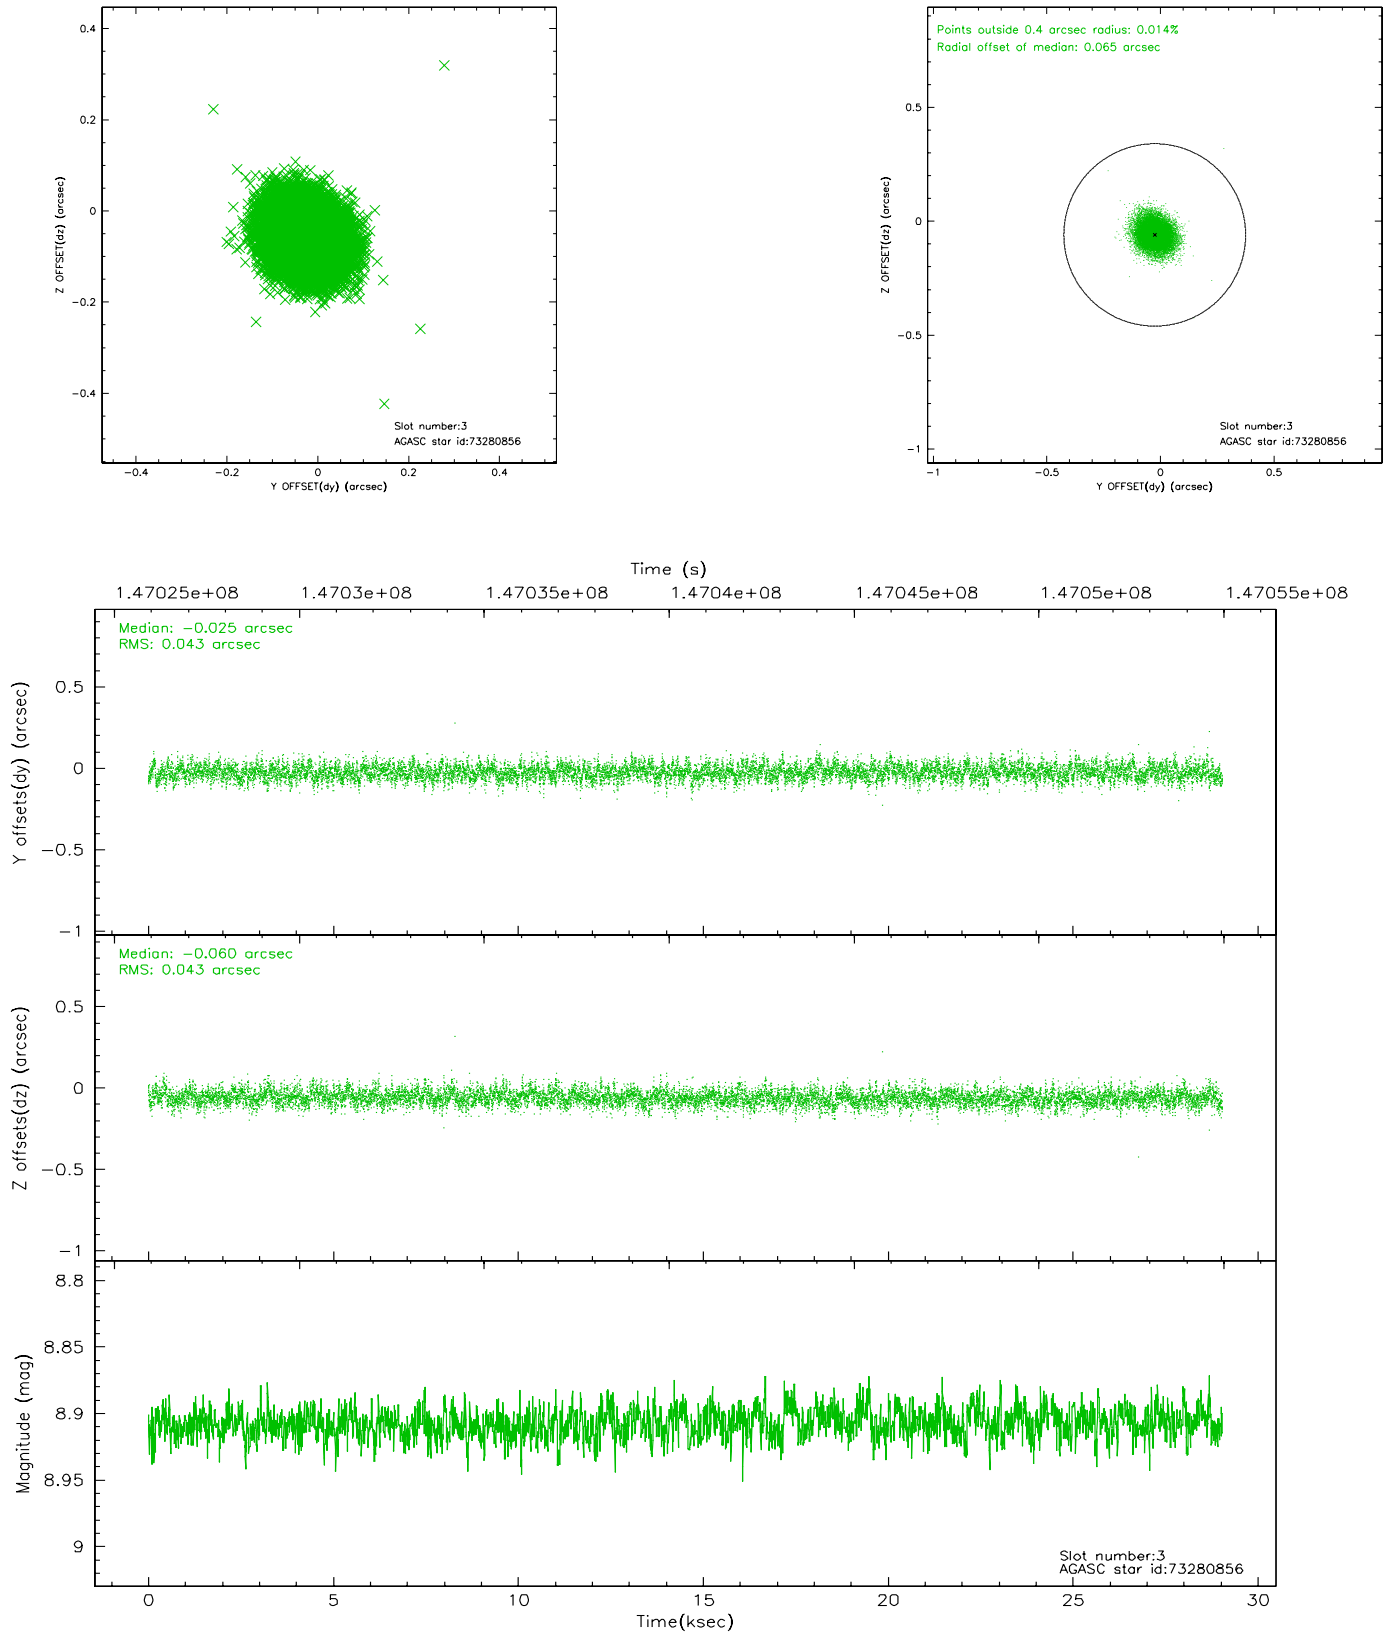 0.4
0.2
0
−0.2
−0.4
Z OFFSET(dz) (arcsec)
Slot number:3
AGASC star id:73280856
−0.4 −0.2 0 0.2 0.4
Y OFFSET(dy) (arcsec)
Points outside 0.4 arcsec radius: 0.014%
Radial offset of median: 0.065 arcsec
0.5
0
−0.5
−1
Z OFFSET(dz) (arcsec)
Slot number:3
AGASC star id:73280856
−1 −0.5 0 0.5
Y OFFSET(dy) (arcsec)
Time (s)
1.47025e+08 1.4703e+08 1.47035e+08 1.4704e+08 1.47045e+08 1.4705e+08 1.47055e+08
Median: −0.025 arcsec
RMS: 0.043 arcsec
0.5
0
−0.5
−1
Y offsets(dy) (arcsec)
Median: −0.060 arcsec
RMS: 0.043 arcsec
0.5
0
−0.5
−1
Z offsets(dz) (arcsec)
8.8
8.85
8.9
8.95
9
Magnitude (mag)
Slot number:3
AGASC star id:73280856
0 5 10 15 20 25 30
Time(ksec)